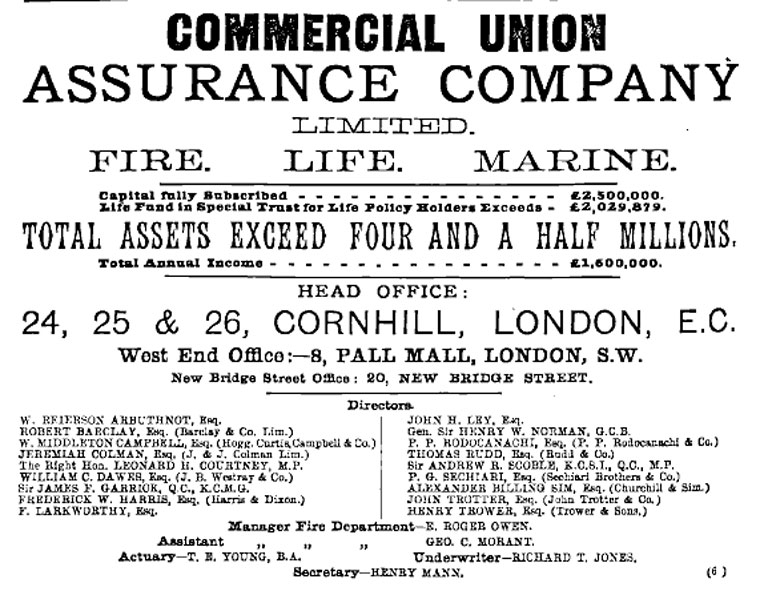 COMMERCIAL UNION
ASSURANCE COMPANY
LIMITED.
FIRE. LIFE. MARINE.
Capital fully Subscribed - - - - - - - - - - - - - - £2,500,000.
Life Fund in Special Trust for Life Policy Holders Exceeds - £2,029,879.
TOTAL ASSETS EXCEED FOUR AND A HALF MILLIONS.
Total Annual Income - - - - - - - - - - - - - - - - - £1,600,000.
HEAD OFFICE:
24, 25 & 26, CORNHILL, LONDON, E.C.
West End Office:—8, PALL MALL, LONDON, S.W.
New Bridge Street Office: 20, NEW BRIDGE STREET.
Directors.
W. REIERSON ARBUTHNOT, Esq.
ROBERT BARCLAY, Esq. (Barclay & Co. Lim.)
W. MIDDLETON CAMPBELL, Esq. (Hogg, Curtis, Campbell & Co.)
JEREMIAH COLMAN, Esq. (J. & J. Colman Lim.)
The Right Hon. LEONARD H. COURTNEY, M.P.
WILLIAM C. DAWES, Esq. (J. B. Westray & Co.)
Sir JAMES F. GARRICK, Q.C., K.C.M.G.
FREDERICK W. HARRIS, Esq. (Harris & Dixon.)
F. LARKWORTHY, Esq.
JOHN H. LEY, Esq.
Gen. Sir HENRY W. NORMAN, G.C.B.
P. P. RODOCANACHI, Esq. (P. P. Rodocanachi & Co.)
THOMAS RUDD, Esq. (Rudd & Co.)
Sir ANDREW R. SCOBLE, K.C.S.I., Q.C., M.P.
P. G. SECHIARI, Esq. (Sechiari Brothers & Co.)
ALEXANDER HILLING SIM, Esq. (Churchill & Sim.)
JOHN TROTTER, Esq. (John Trotter & Co.)
HENRY TROWER, Esq. (Trower & Sons.)
Manager Fire Department—E. ROGER OWEN.
Assistant „ „ „ GEO. C. MORANT.
Actuary—T. E. YOUNG, B.A. Underwriter—RICHARD T. JONES.
Secretary—HENRY MANN.
(6)